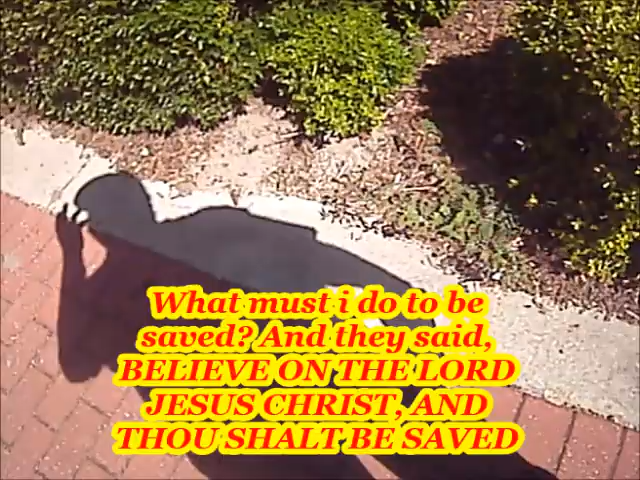 What must i do to be
saved? And they said,
BELIEVE ON THE LORD
JESUS CHRIST, AND
THOU SHALT BE SAVED